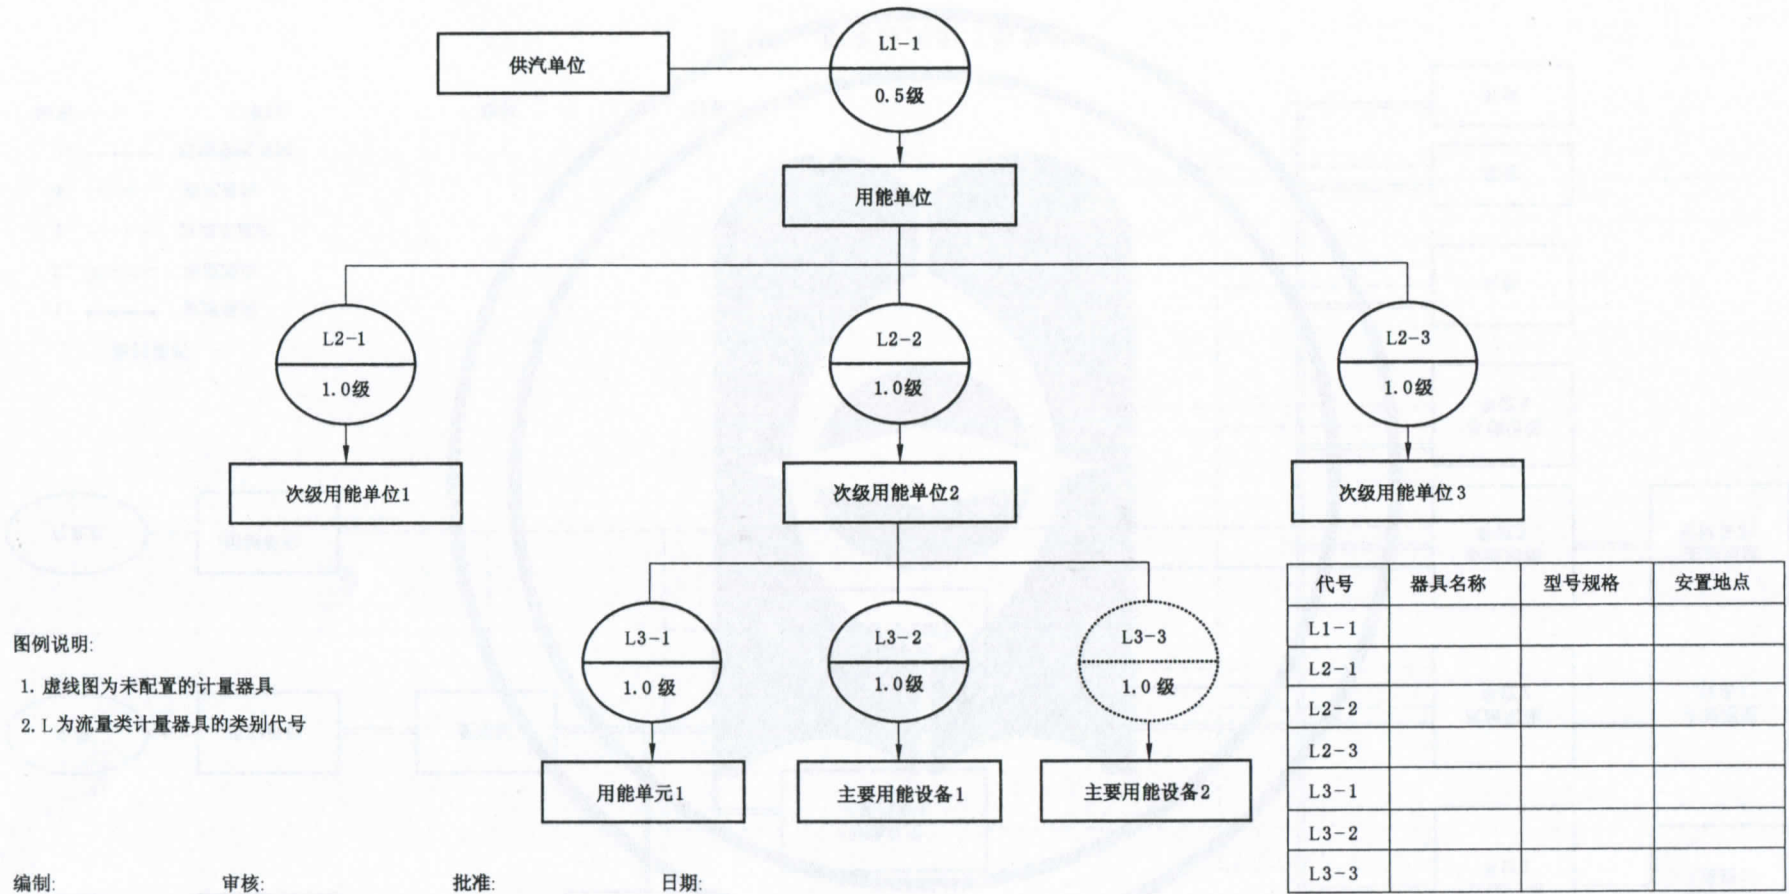 供汽单位
L1-1
0.5级
用能单位
L2-1
1.0级
L2-2
1.0级
L2-3
1.0级
次级用能单位1
次级用能单位2
次级用能单位3
L3-1
1.0级
L3-2
1.0级
L3-3
1.0级
用能单元1
主要用能设备1
主要用能设备2
图例说明:
1. 虚线图为未配置的计量器具
2. L为流量类计量器具的类别代号
代号 器具名称 型号规格 安置地点
L1-1
L2-1
L2-2
L2-3
L3-1
L3-2
L3-3
编制: 审核: 批准: 日期: